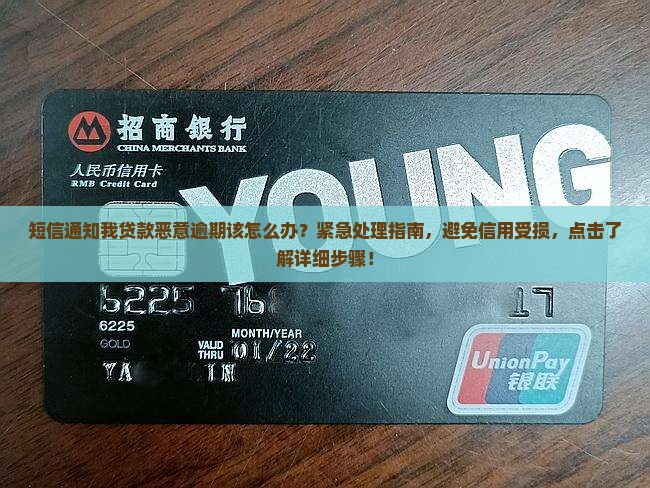 招商銀行
CHINA MERCHANTS BANK
人民币信用卡
RMB Credit Card
YOUNG
短信通知我贷款恶意逾期该怎么办？紧急处理指南，避免信用受损，点击了
解详细步骤！
6225 76 17
6225
MONTH/YEAR
GOLD VALID THRU 01/22
YA IN
UnionPay
银联